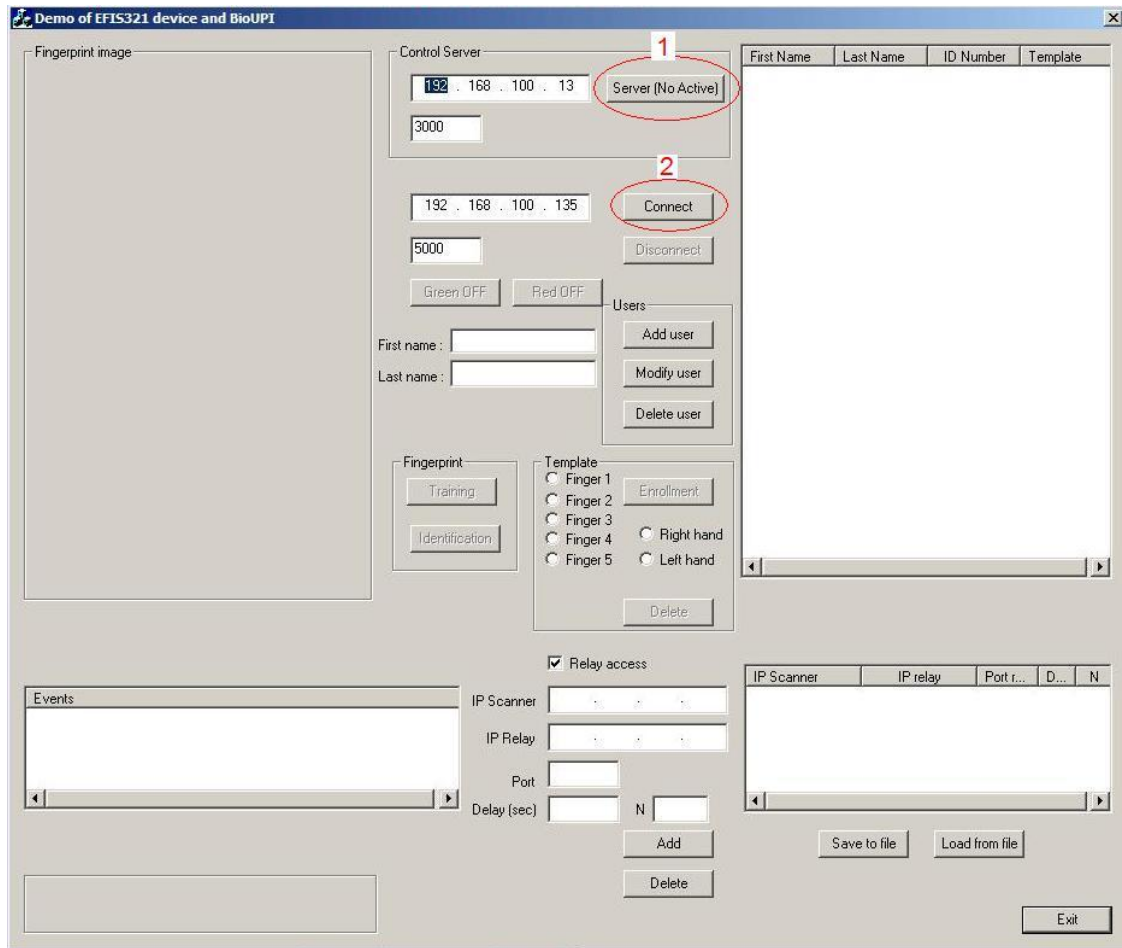 Demo of EFIS321 device and BioUPI
Fingerprint image
Control Server
1
192 . 168 . 100 . 13
Server (No Active)
3000
2
192 . 168 . 100 . 135
Connect
5000
Disconnect
Green OFF
Red OFF
First name :
Last name :
Users
Add user
Modify user
Delete user
Fingerprint
Training
Identification
Template
Finger 1
Finger 2
Finger 3
Finger 4
Finger 5
Enrollment
Right hand
Left hand
Delete
First Name Last Name ID Number Template
Relay access
Events
IP Scanner . . .
IP Relay . . .
Port
Delay (sec) N
Add
Delete
IP Scanner IP relay Port r... D... N
Save to file
Load from file
Exit